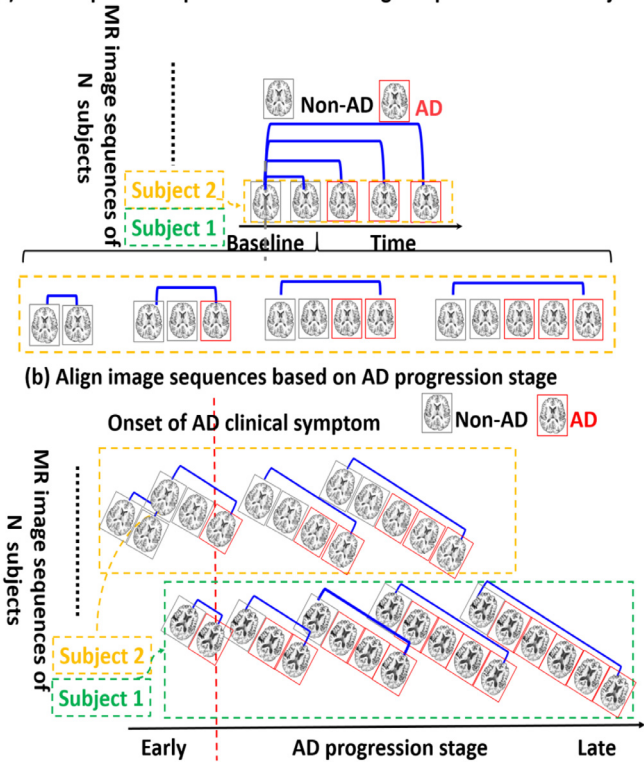 MR image sequences of
N subjects
Non-AD
AD
Subject 2
Subject 1
Baseline
Time
(b) Align image sequences based on AD progression stage
Onset of AD clinical symptom
Non-AD
AD
MR image sequences of
N subjects
Subject 2
Subject 1
Early
AD progression stage
Late